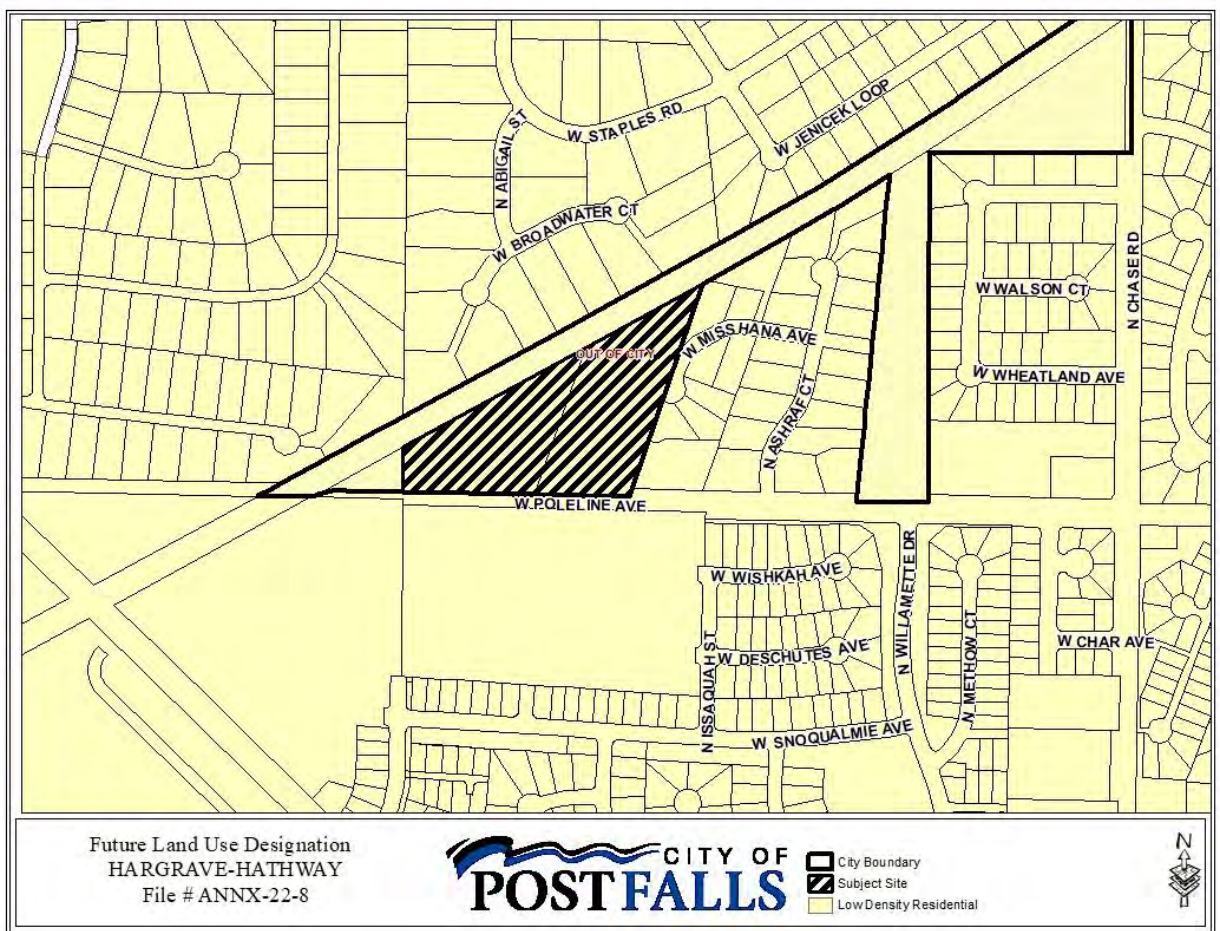 W STAPLES RD
W JENICEK LOOP
N ABIGAIL ST
W BROADWATER CT
N CHASE RD
W WALSON CT
W MISSHANA AVE
OUT OF CITY
W WHEATLAND AVE
N ASHRAF CT
W POLELINE AVE
W WISHKAH AVE
N WILLAMETTE DR
N METHOW CT
W CHAR AVE
W DESCHUTES AVE
N ISSAQUAH ST
W SNOQUALMIE AVE
Future Land Use Designation
HARGRAVE-HATHWAY
File # ANNX-22-8
CITY OF
POST FALLS
City Boundary
Subject Site
Low Density Residential
N